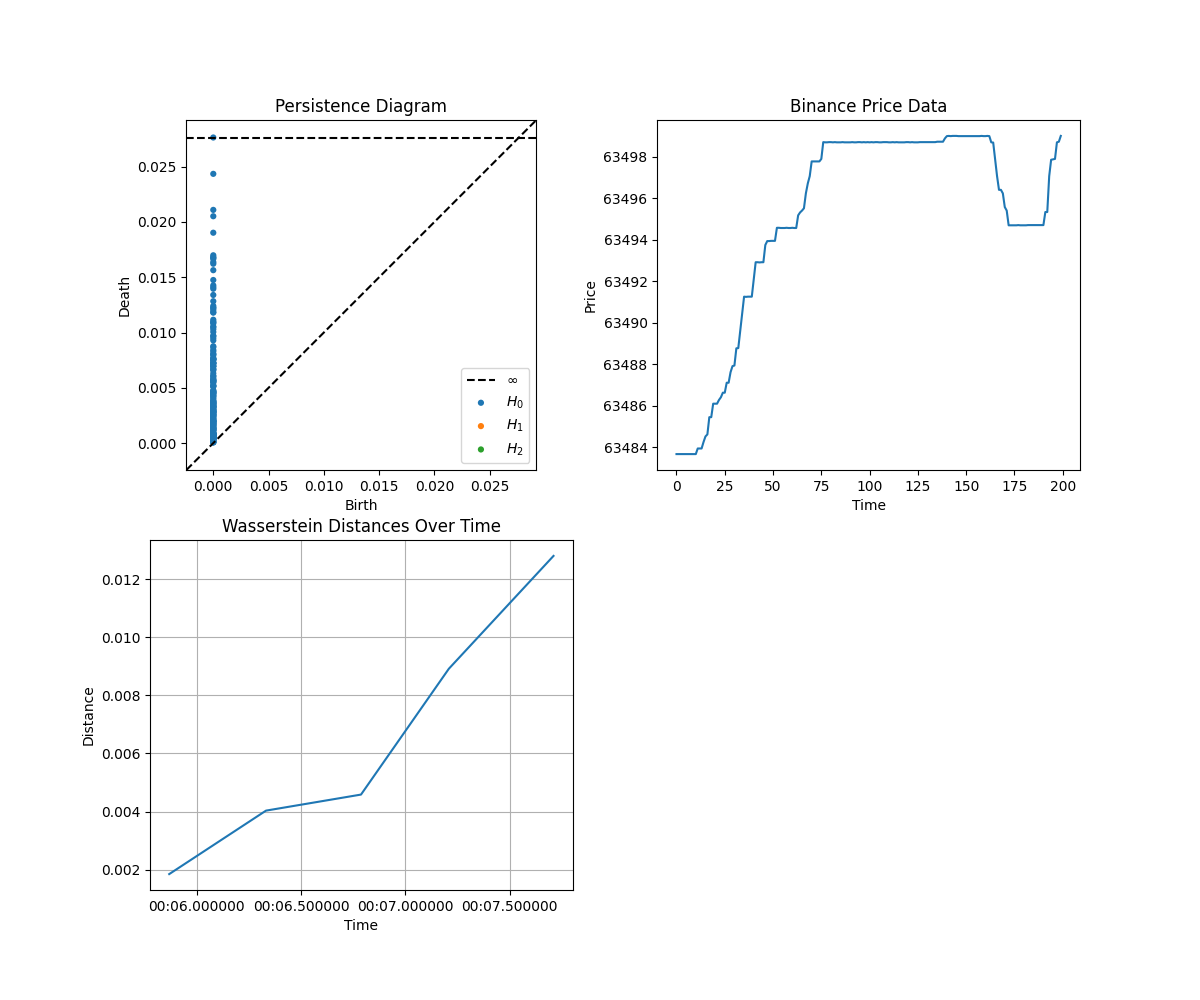 Persistence Diagram
Death
0.025
0.020
0.015
0.010
0.005
0.000
∞
H₀
H₁
H₂
0.000 0.005 0.010 0.015 0.020 0.025
Birth
Binance Price Data
Price
63498
63496
63494
63492
63490
63488
63486
63484
0 25 50 75 100 125 150 175 200
Time
Wasserstein Distances Over Time
Distance
0.012
0.010
0.008
0.006
0.004
0.002
00:06.000000 00:06.500000 00:07.000000 00:07.500000
Time